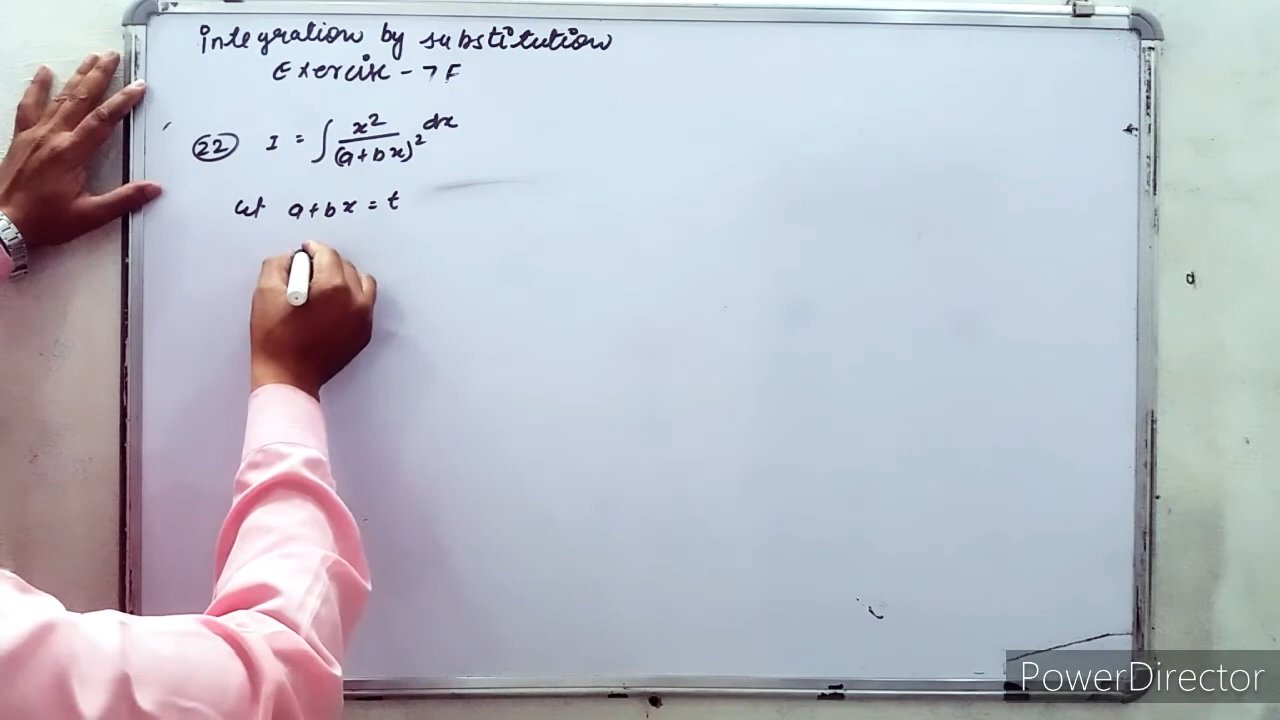 integration by substitution
Exercise - 7F
22 I = ∫ x²/(a+bx)² dx
let a+bx = t
PowerDirector